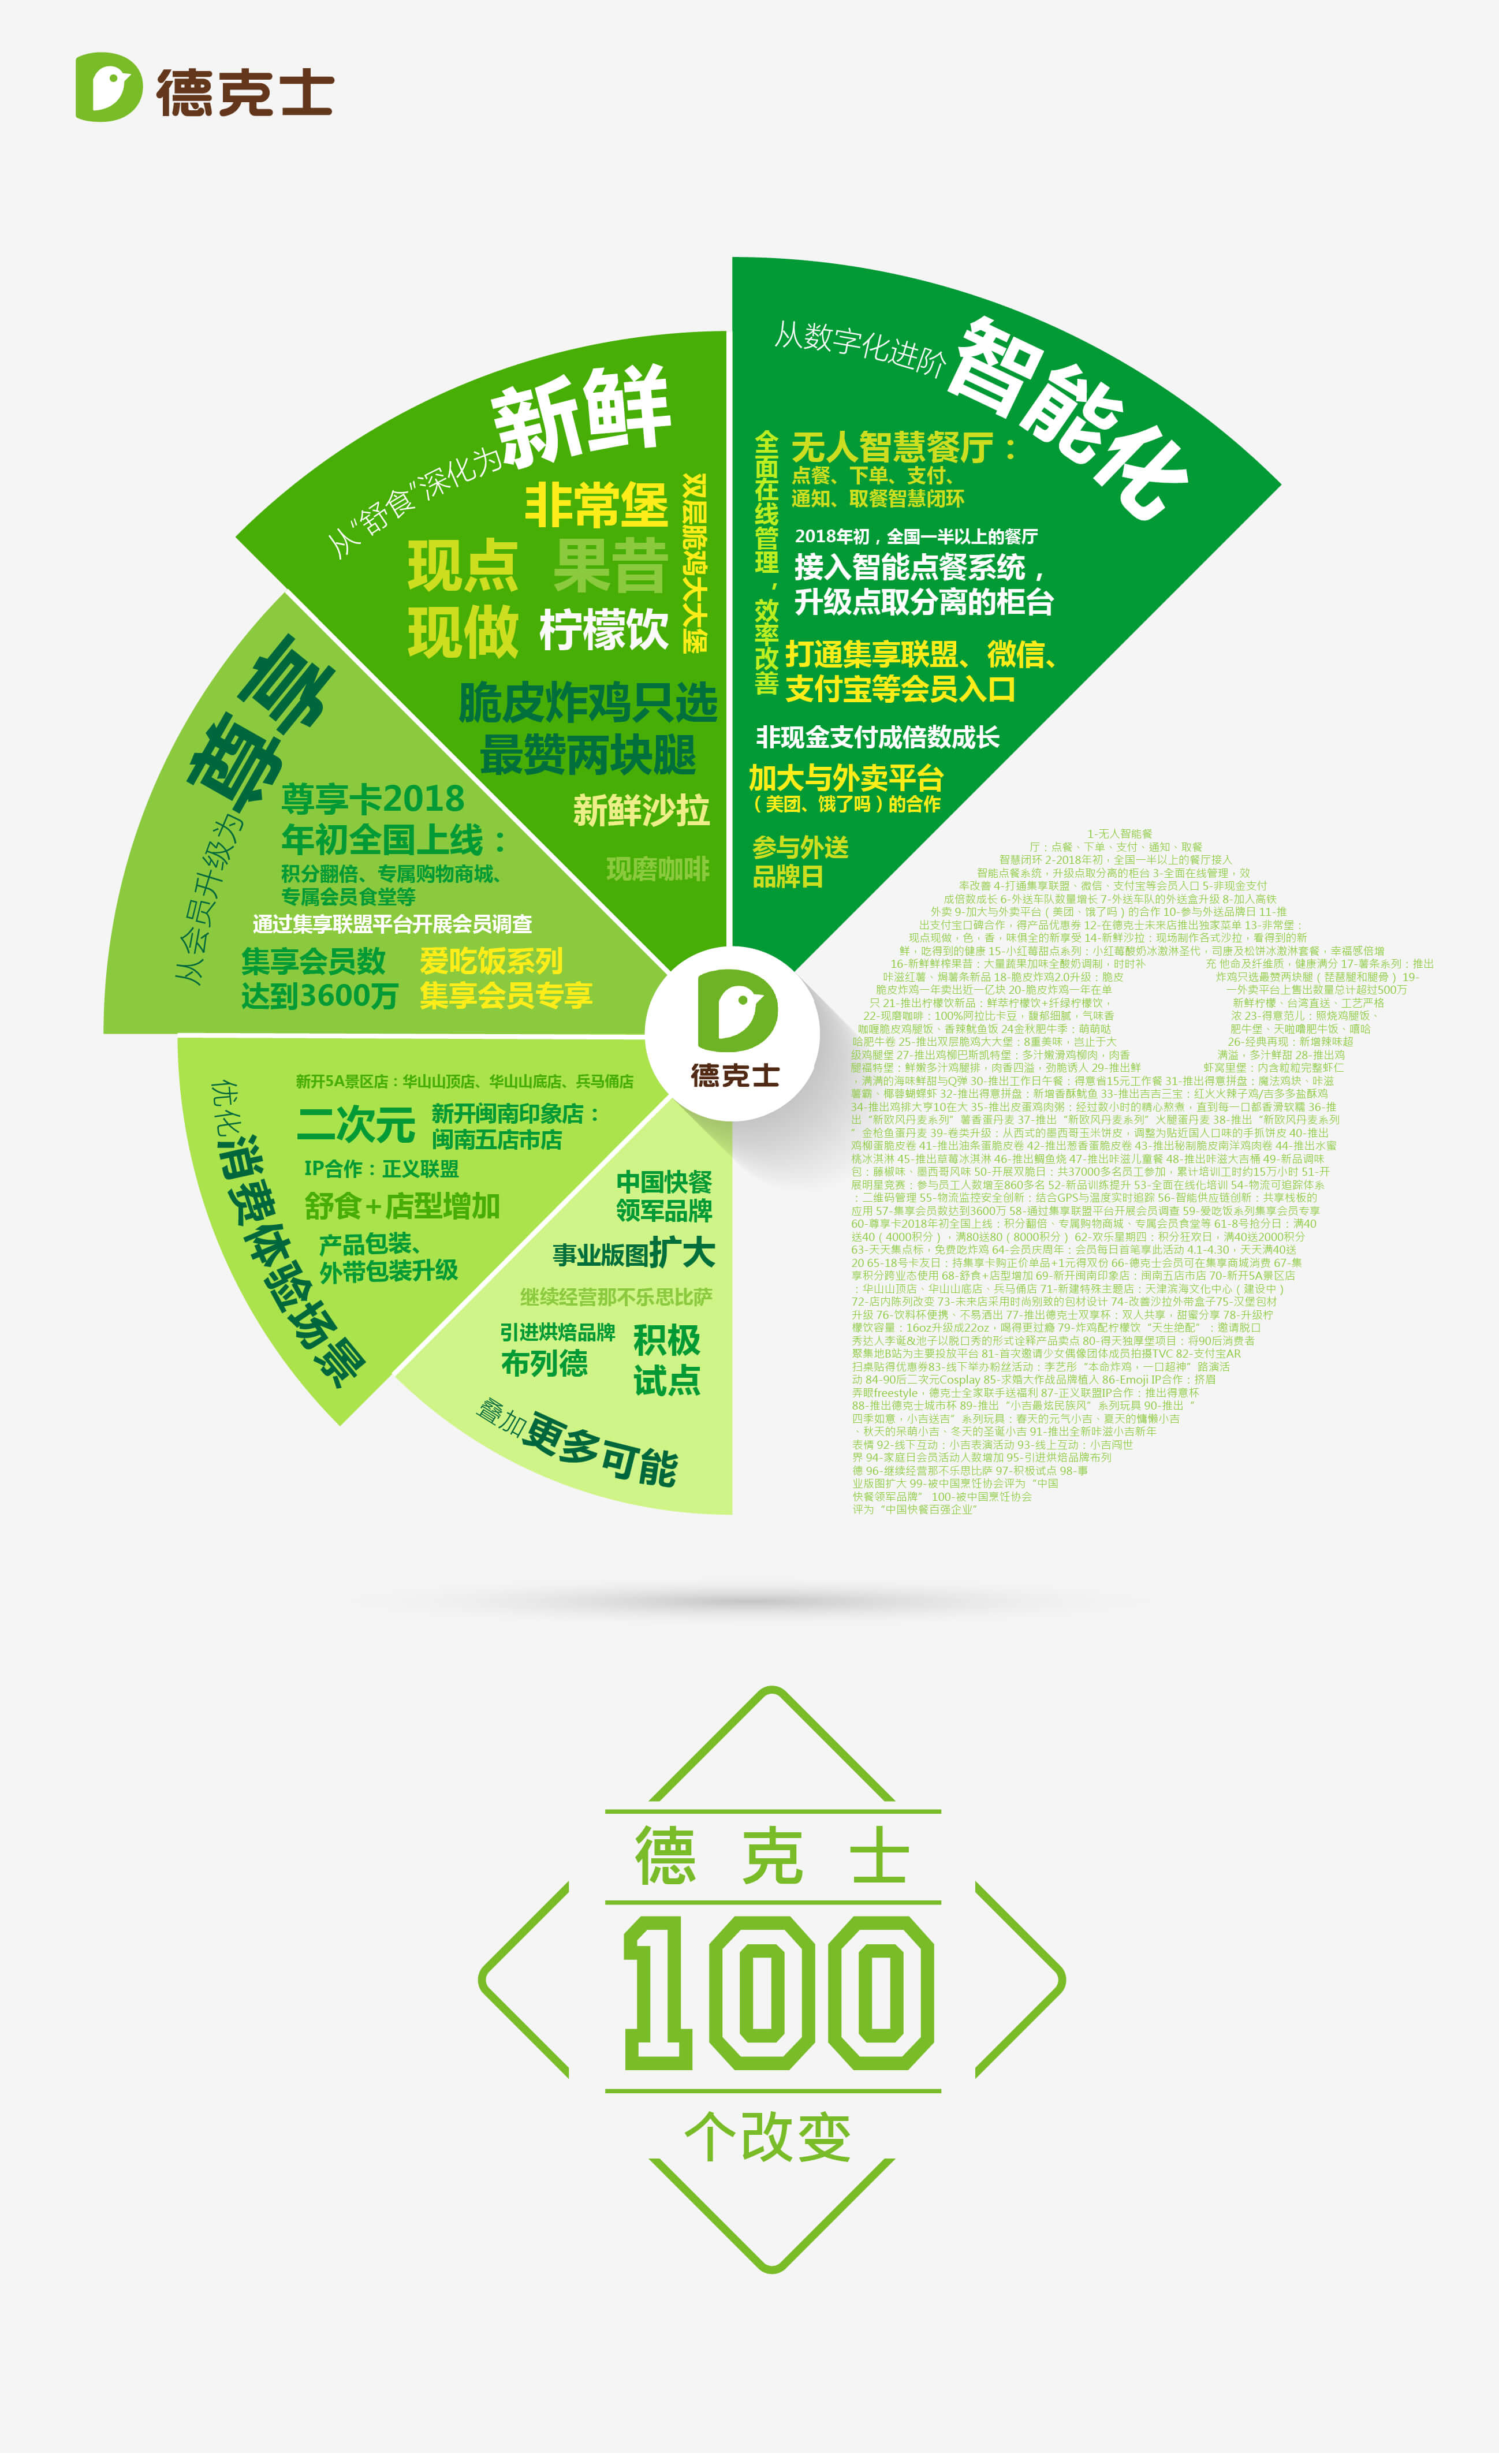 德克士
从数字化进阶 智能化
全面在线管理，效率改善
无人智慧餐厅：
点餐、下单、支付、
通知、取餐智慧闭环
2018年初，全国一半以上的餐厅
接入智能点餐系统，
升级点取分离的柜台
打通集享联盟、微信、
支付宝等会员入口
非现金支付成倍数成长
加大与外卖平台
（美团、饿了吗）的合作
参与外送
品牌日
从“舒食”深化为 新鲜
非常堡
双层脆鸡大大堡
现点
现做
果昔
柠檬饮
脆皮炸鸡只选
最赞两块腿
新鲜沙拉
现磨咖啡
从会员升级为 尊享
尊享卡2018
年初全国上线：
积分翻倍、专属购物商城、
专属会员食堂等
通过集享联盟平台开展会员调查
集享会员数
达到3600万
爱吃饭系列
集享会员专享
德克士
优化 消费体验场景
新开5A景区店：华山山顶店、华山山底店、兵马俑店
二次元
新开闽南印象店：
闽南五店市店
IP合作：正义联盟
舒食+店型增加
产品包装、
外带包装升级
叠加 更多可能
中国快餐
领军品牌
事业版图扩大
继续经营那不乐思比萨
引进烘焙品牌
布列德
积极
试点
1-无人智能餐
厅：点餐、下单、支付、通知、取餐
智慧闭环 2-2018年初，全国一半以上的餐厅接入
智能点餐系统，升级点取分离的柜台 3-全面在线管理，效
率改善 4-打通集享联盟、微信、支付宝等会员入口 5-非现金支付
成倍数成长 6-外送车队数量增长 7-外送车队的外送盒升级 8-加入高铁
外卖 9-加大与外卖平台（美团、饿了吗）的合作 10-参与外送品牌日 11-推
出支付宝口碑合作，得产品优惠券 12-在德克士未来店推出独家菜单 13-非常堡：
现点现做，色，香，味俱全的新享受 14-新鲜沙拉：现场制作各式沙拉，看得到的新
鲜，吃得到的健康 15-小红莓甜点系列：小红莓酸奶冰激淋圣代，司康及松饼冰激淋套餐，幸福感倍增
16-新鲜鲜榨果昔：大量蔬果加味全酸奶调制，时时补 充 他命及纤维质，健康满分 17-薯条系列：推出
咔滋红薯、焗薯条新品 18-脆皮炸鸡2.0升级：脆皮 炸鸡只选最赞两块腿（琵琶腿和腿骨） 19-
脆皮炸鸡一年卖出近一亿块 20-脆皮炸鸡一年在单 一外卖平台上售出数量总计超过500万
只 21-推出柠檬饮新品：鲜萃柠檬饮+纤绿柠檬饮， 新鲜柠檬、台湾直送、工艺严格
22-现磨咖啡：100%阿拉比卡豆，馥郁细腻，气味香 浓 23-得意范儿：照烧鸡腿饭、
咖喱脆皮鸡腿饭、香辣鱿鱼饭 24金秋肥牛季：萌萌哒 肥牛堡、天啦噜肥牛饭、嘻哈
哈肥牛卷 25-推出双层脆鸡大大堡：8重美味，岂止于大 26-经典再现：新增辣味超
级鸡腿堡 27-推出鸡柳巴斯凯特堡：多汁嫩滑鸡柳肉，肉香 满溢，多汁鲜甜 28-推出鸡
腿福特堡：鲜嫩多汁鸡腿排，肉香四溢，劲脆诱人 29-推出鲜 虾窝里堡：内含粒粒完整虾仁
，满满的海味鲜甜与Q弹 30-推出工作日午餐：得意省15元工作餐 31-推出得意拼盘：魔法鸡块、咔滋
薯霸、椰蓉蝴蝶虾 32-推出得意拼盘：新增香酥鱿鱼 33-推出吉吉三宝：红火火辣子鸡/吉多多盐酥鸡
34-推出鸡排大亨10在大 35-推出皮蛋鸡肉粥：经过数小时的精心熬煮，直到每一口都香滑软糯 36-推
出“新欧风丹麦系列”薯香蛋丹麦 37-推出“新欧风丹麦系列”火腿蛋丹麦 38-推出“新欧风丹麦系列
”金枪鱼蛋丹麦 39-卷类升级：从西式的墨西哥玉米饼皮，调整为贴近国人口味的手抓饼皮 40-推出
鸡柳蛋脆皮卷 41-推出油条蛋脆皮卷 42-推出葱香蛋脆皮卷 43-推出秘制脆皮南洋鸡肉卷 44-推出水蜜
桃冰淇淋 45-推出草莓冰淇淋 46-推出鲷鱼烧 47-推出咔滋儿童餐 48-推出咔滋大吉桶 49-新品调味
包：藤椒味，墨西哥风味 50-开展双脆日：共37000多名员工参加，累计培训工时约15万小时 51-开
展明星竞赛：参与员工人数增至860多名 52-新品训练提升 53-全面在线化培训 54-物流可追踪体系
：二维码管理 55-物流监控安全创新：结合GPS与温度实时追踪 56-智能供应链创新：共享栈板的
应用 57-集享会员数达到3600万 58-通过集享联盟平台开展会员调查 59-爱吃饭系列集享会员专享
60-尊享卡2018年初全国上线：积分翻倍、专属购物商城、专属会员食堂等 61-8号抢分日：满40
送40（4000积分），满80送80（8000积分） 62-欢乐星期四：积分狂欢日，满40送2000积分
63-天天集点标，免费吃炸鸡 64-会员庆周年：会员每日首笔享此活动 4.1-4.30，天天满40送
20 65-18号卡友日：持集享卡购正价单品+1元得双份 66-德克士会员可在集享商城消费 67-集
享积分跨业态使用 68-舒食+店型增加 69-新开闽南印象店：闽南五店市店 70-新开5A景区店
：华山山顶店、华山山底店、兵马俑店 71-新建特殊主题店：天津滨海文化中心（建设中）
72-店内陈列改变 73-未来店采用时尚别致的包材设计 74-改善沙拉外带盒子75-汉堡包材
升级 76-饮料杯便携，不易洒出 77-推出德克士双享杯：双人共享，甜蜜分享 78-升级柠
檬饮容量：16oz升级成22oz，喝得更过瘾 79-炸鸡配柠檬饮“天生绝配”：邀请脱口
秀达人李诞&池子以脱口秀的形式诠释产品卖点 80-得天独厚堡项目：将90后消费者
聚集地B站为主要投放平台 81-首次邀请少女偶像团体成员拍摄TVC 82-支付宝AR
扫桌贴得优惠券83-线下举办粉丝活动：李艺彤“本命炸鸡，一口超神”路演活
动 84-90后二次元Cosplay 85-求婚大作战品牌植入 86-Emoji IP合作：挤眉
弄眼freestyle，德克士全家联手送福利 87-正义联盟IP合作：推出得意杯
88-推出德克士城市杯 89-推出“小吉最炫民族风”系列玩具 90-推出“
四季如意，小吉送吉”系列玩具：春天的元气小吉、夏天的慵懒小吉
、秋天的呆萌小吉、冬天的圣诞小吉 91-推出全新咔滋小吉新年
表情 92-线下互动：小吉表演活动 93-线上互动：小吉闯世
界 94-家庭日会员活动人数增加 95-引进烘焙品牌布列
德 96-继续经营那不乐思比萨 97-积极试点 98-事
业版图扩大 99-被中国烹饪协会评为“中国
快餐领军品牌” 100-被中国烹饪协会
评为“中国快餐百强企业”
德克士
100
个改变